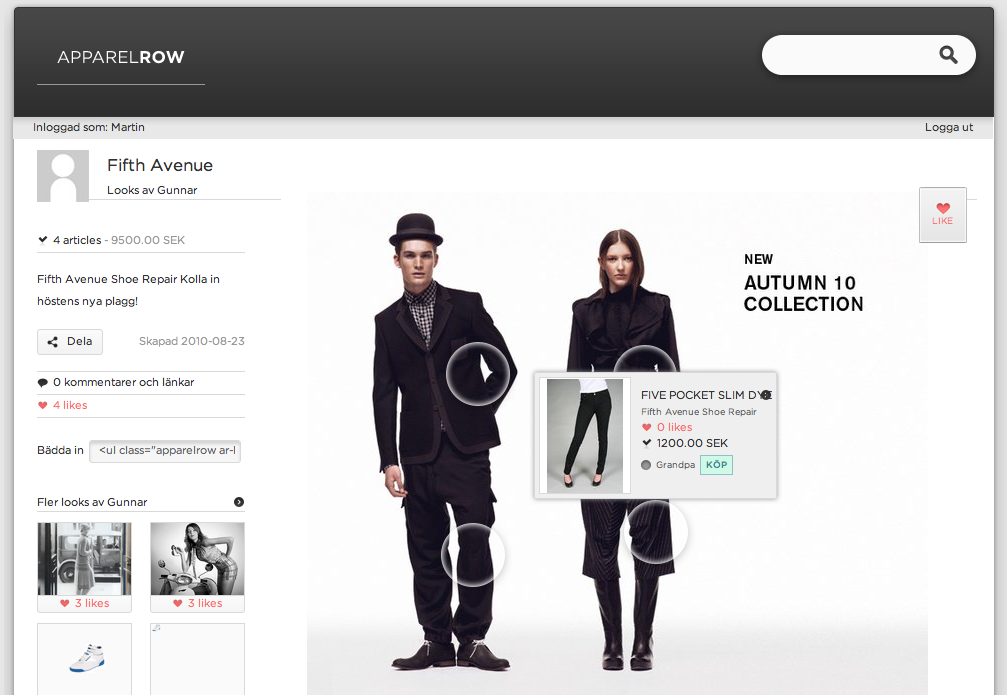 APPARELROW
Inloggad som: Martin
Logga ut
Fifth Avenue
Looks av Gunnar
4 articles - 9500.00 SEK
Fifth Avenue Shoe Repair Kolla in
höstens nya plagg!
Dela
Skapad 2010-08-23
0 kommentarer och länkar
4 likes
Bädda in
<ul class="apparelrow ar-l
Fler looks av Gunnar
3 likes
3 likes
LIKE
NEW
AUTUMN 10
COLLECTION
FIVE POCKET SLIM
Fifth Avenue Shoe Repair
0 likes
1200.00 SEK
Grandpa
KÖP